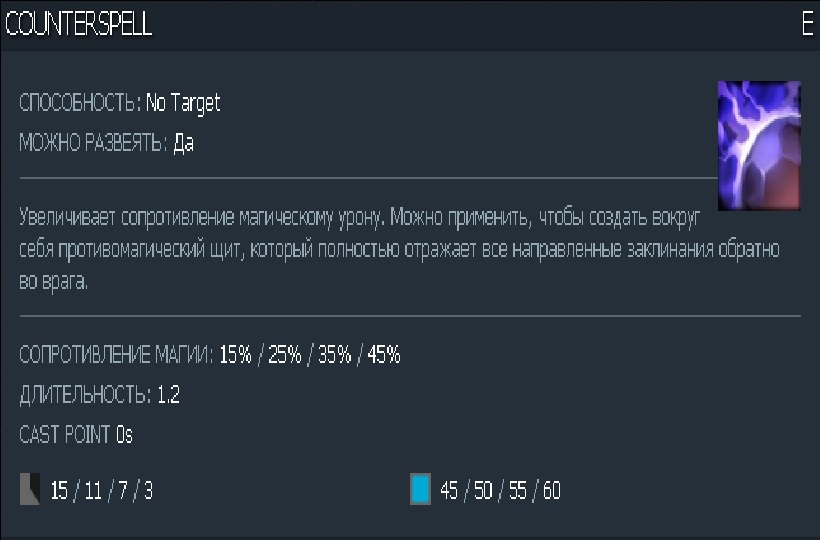 COUNTERSPELL E
СПОСОБНОСТЬ: No Target
МОЖНО РАЗВЕЯТЬ: Да
Увеличивает сопротивление магическому урону. Можно применить, чтобы создать вокруг
себя противомагический щит, который полностью отражает все направленные заклинания обратно
во врага.
СОПРОТИВЛЕНИЕ МАГИИ: 15% / 25% / 35% / 45%
ДЛИТЕЛЬНОСТЬ: 1.2
CAST POINT 0s
15 / 11 / 7 / 3 45 / 50 / 55 / 60